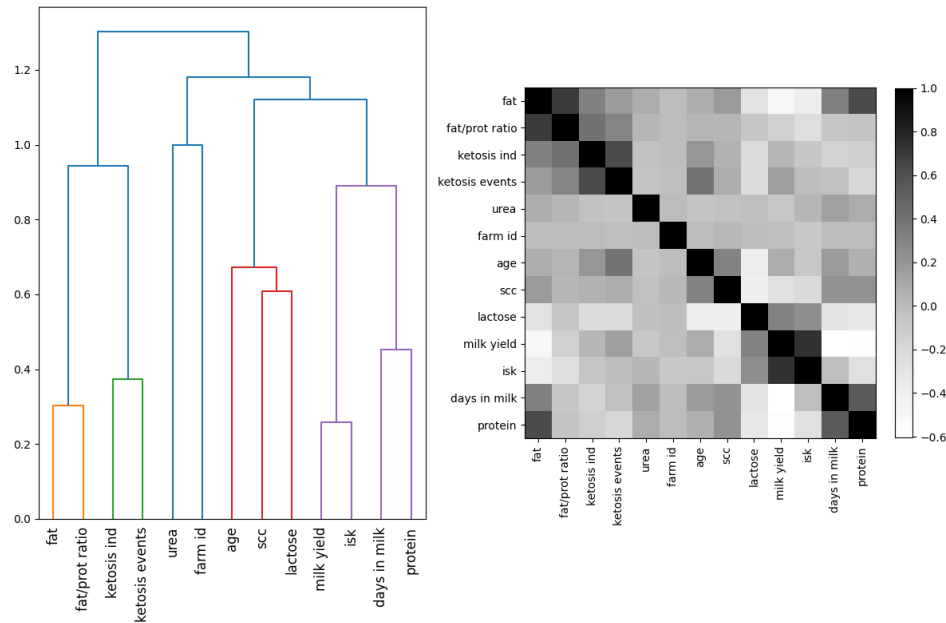 1.2
1.0
0.8
0.6
0.4
0.2
0.0
fat
fat/prot ratio
ketosis ind
ketosis events
urea
farm id
age
scc
lactose
milk yield
isk
days in milk
protein
fat
fat/prot ratio
ketosis ind
ketosis events
urea
farm id
age
scc
lactose
milk yield
isk
days in milk
protein
fat
fat/prot ratio
ketosis ind
ketosis events
urea
farm id
age
scc
lactose
milk yield
isk
days in milk
protein
1.0
0.8
0.6
0.4
0.2
0.0
−0.2
−0.4
−0.6